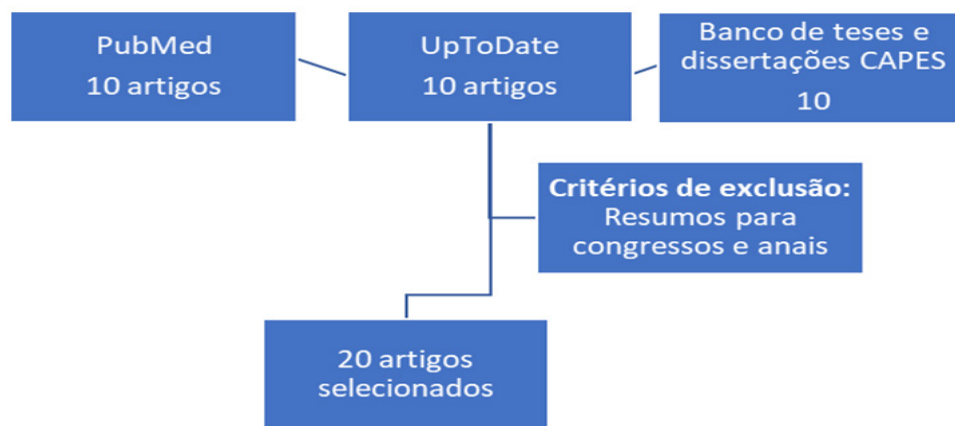 PubMed
10 artigos
UpToDate
10 artigos
Banco de teses e
dissertações CAPES
10
Critérios de exclusão:
Resumos para
congressos e anais
20 artigos
selecionados